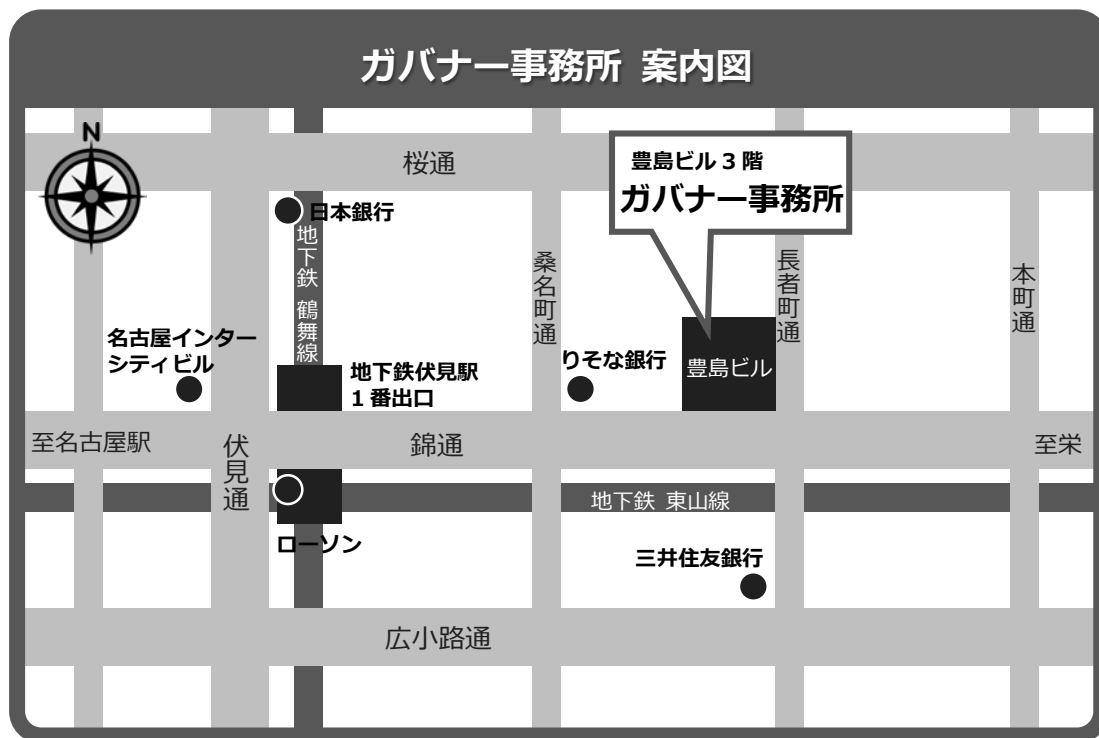 ガバナー事務所 案内図
N
桜通
豊島ビル3階
ガバナー事務所
日本銀行
地下鉄 鶴舞線
桑名町通
長者町通
本町通
名古屋インター
シティビル
地下鉄伏見駅
1番出口
りそな銀行
豊島ビル
至名古屋駅
伏見通
錦通
至栄
地下鉄 東山線
ローソン
三井住友銀行
広小路通